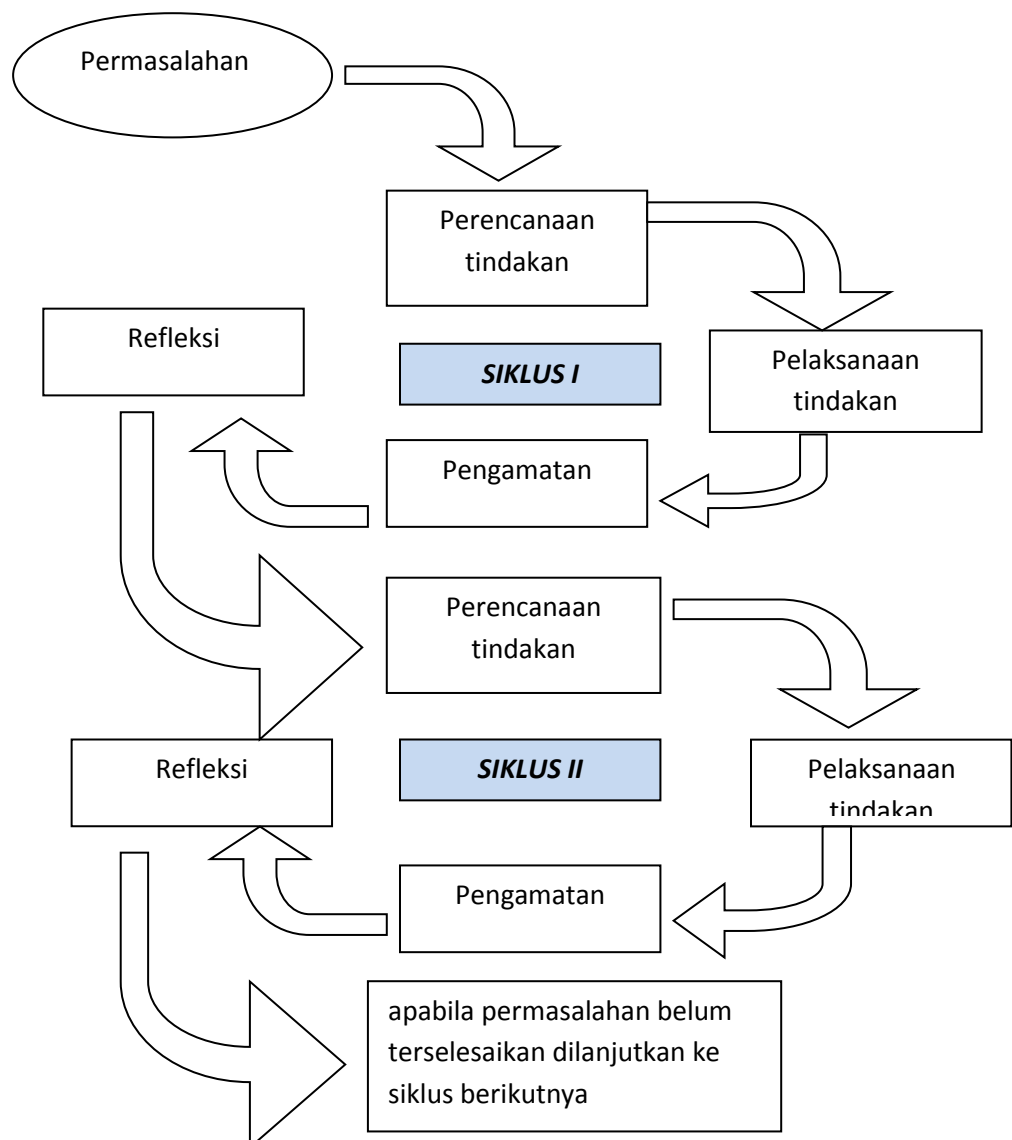 Permasalahan
Perencanaan
tindakan
Refleksi
SIKLUS I
Pelaksanaan
tindakan
Pengamatan
Perencanaan
tindakan
Refleksi
SIKLUS II
Pelaksanaan
tindakan
Pengamatan
apabila permasalahan belum
terselesaikan dilanjutkan ke
siklus berikutnya